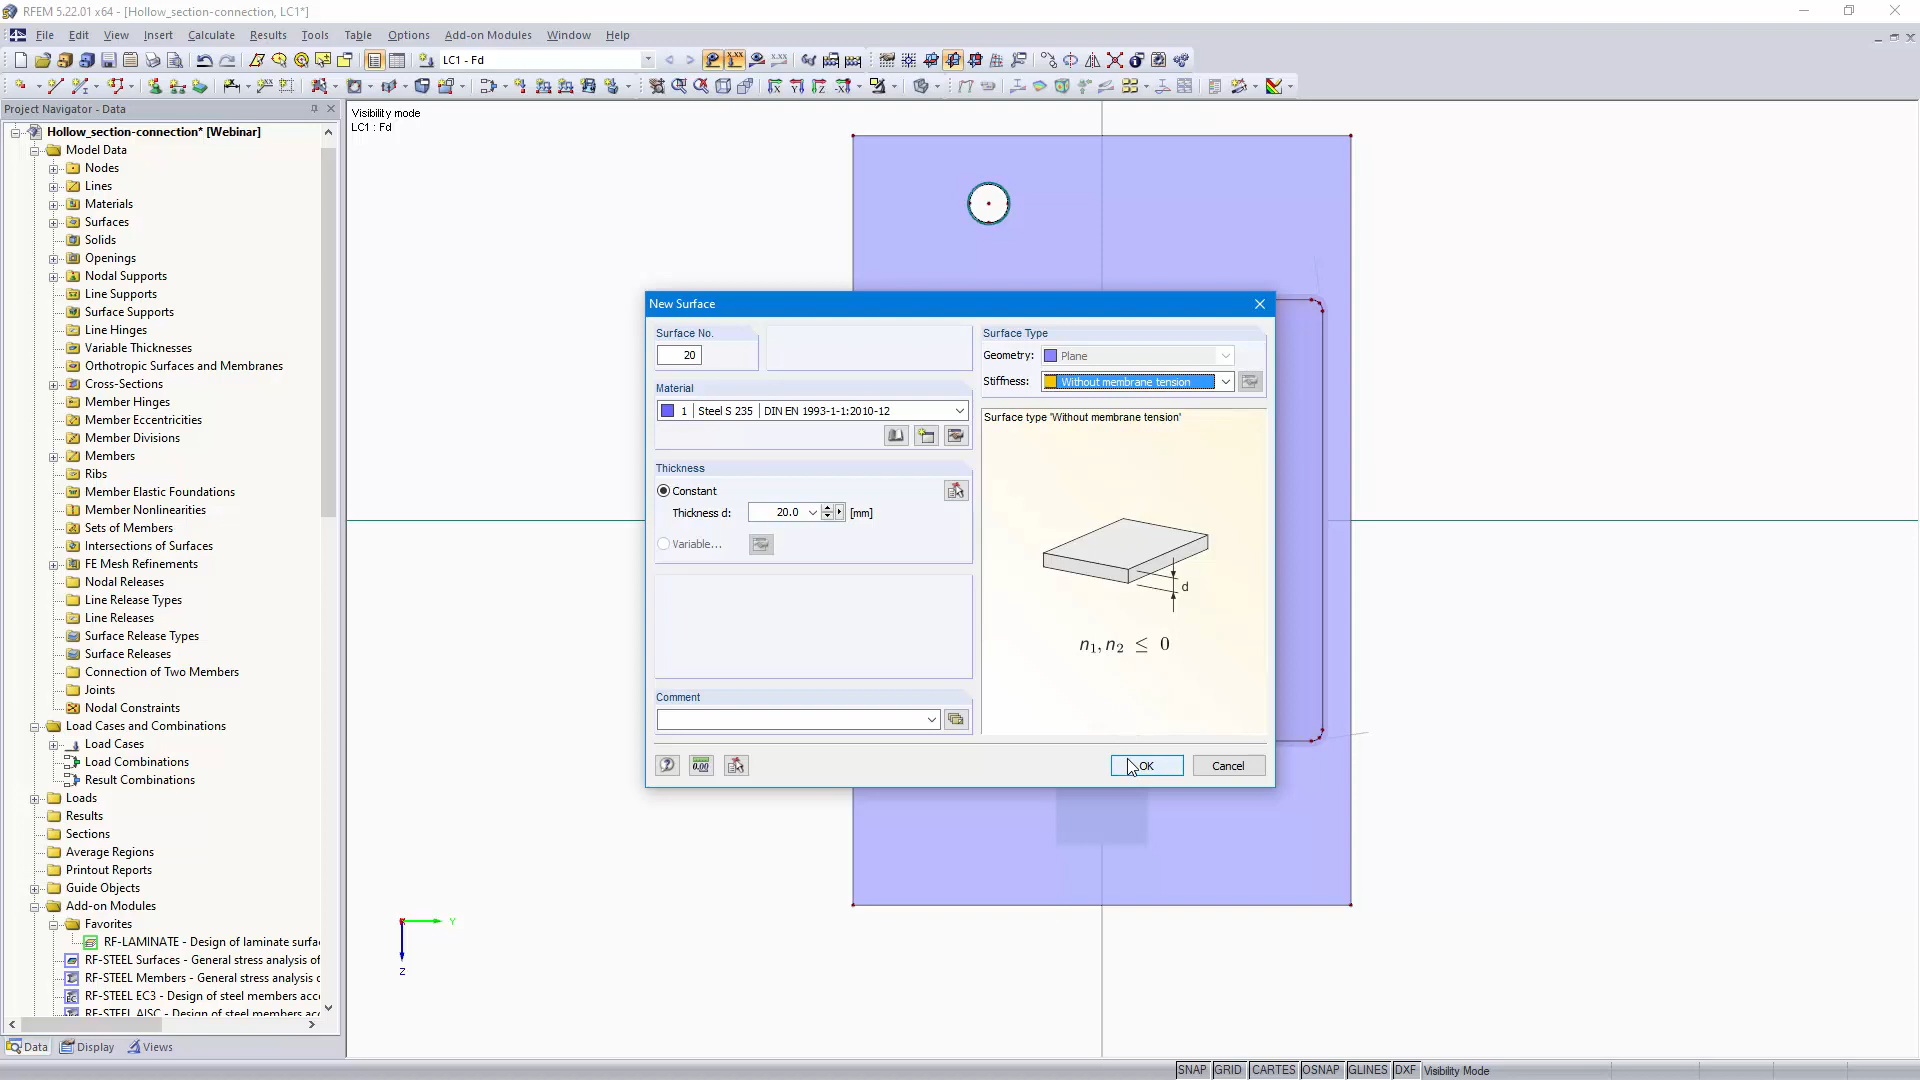 RFEM 5.22.01 x64 - [Hollow_section-connection, LC1*]
File Edit View Insert Calculate Results Tools Table Options Add-on Modules Window Help
LC1 - Fd
Project Navigator - Data
Hollow_section-connection* [Webinar]
Model Data
Nodes
Lines
Materials
Surfaces
Solids
Openings
Nodal Supports
Line Supports
Surface Supports
Line Hinges
Variable Thicknesses
Orthotropic Surfaces and Membranes
Cross-Sections
Member Hinges
Member Eccentricities
Member Divisions
Members
Ribs
Member Elastic Foundations
Member Nonlinearities
Sets of Members
Intersections of Surfaces
FE Mesh Refinements
Nodal Releases
Line Release Types
Line Releases
Surface Release Types
Surface Releases
Connection of Two Members
Joints
Nodal Constraints
Load Cases and Combinations
Load Cases
Load Combinations
Result Combinations
Loads
Results
Sections
Average Regions
Printout Reports
Guide Objects
Add-on Modules
Favorites
RF-LAMINATE - Design of laminate surfa
RF-STEEL Surfaces - General stress analysis of
RF-STEEL Members - General stress analysis o
RF-STEEL EC3 - Design of steel members acc
RF-STEEL AISC - Design of steel members acc
Data Display Views
Visibility mode
LC1 : Fd
Y
Z
New Surface
Surface No.
20
Material
1 Steel S 235 DIN EN 1993-1-1:2010-12
Thickness
Constant
Thickness d: 20.0 [mm]
Variable...
Comment
Surface Type
Geometry: Plane
Stiffness: Without membrane tension
Surface type 'Without membrane tension'
d
n1, n2 ≤ 0
0.00
OK Cancel
SNAP GRID CARTES OSNAP GLINES DXF Visibility Mode